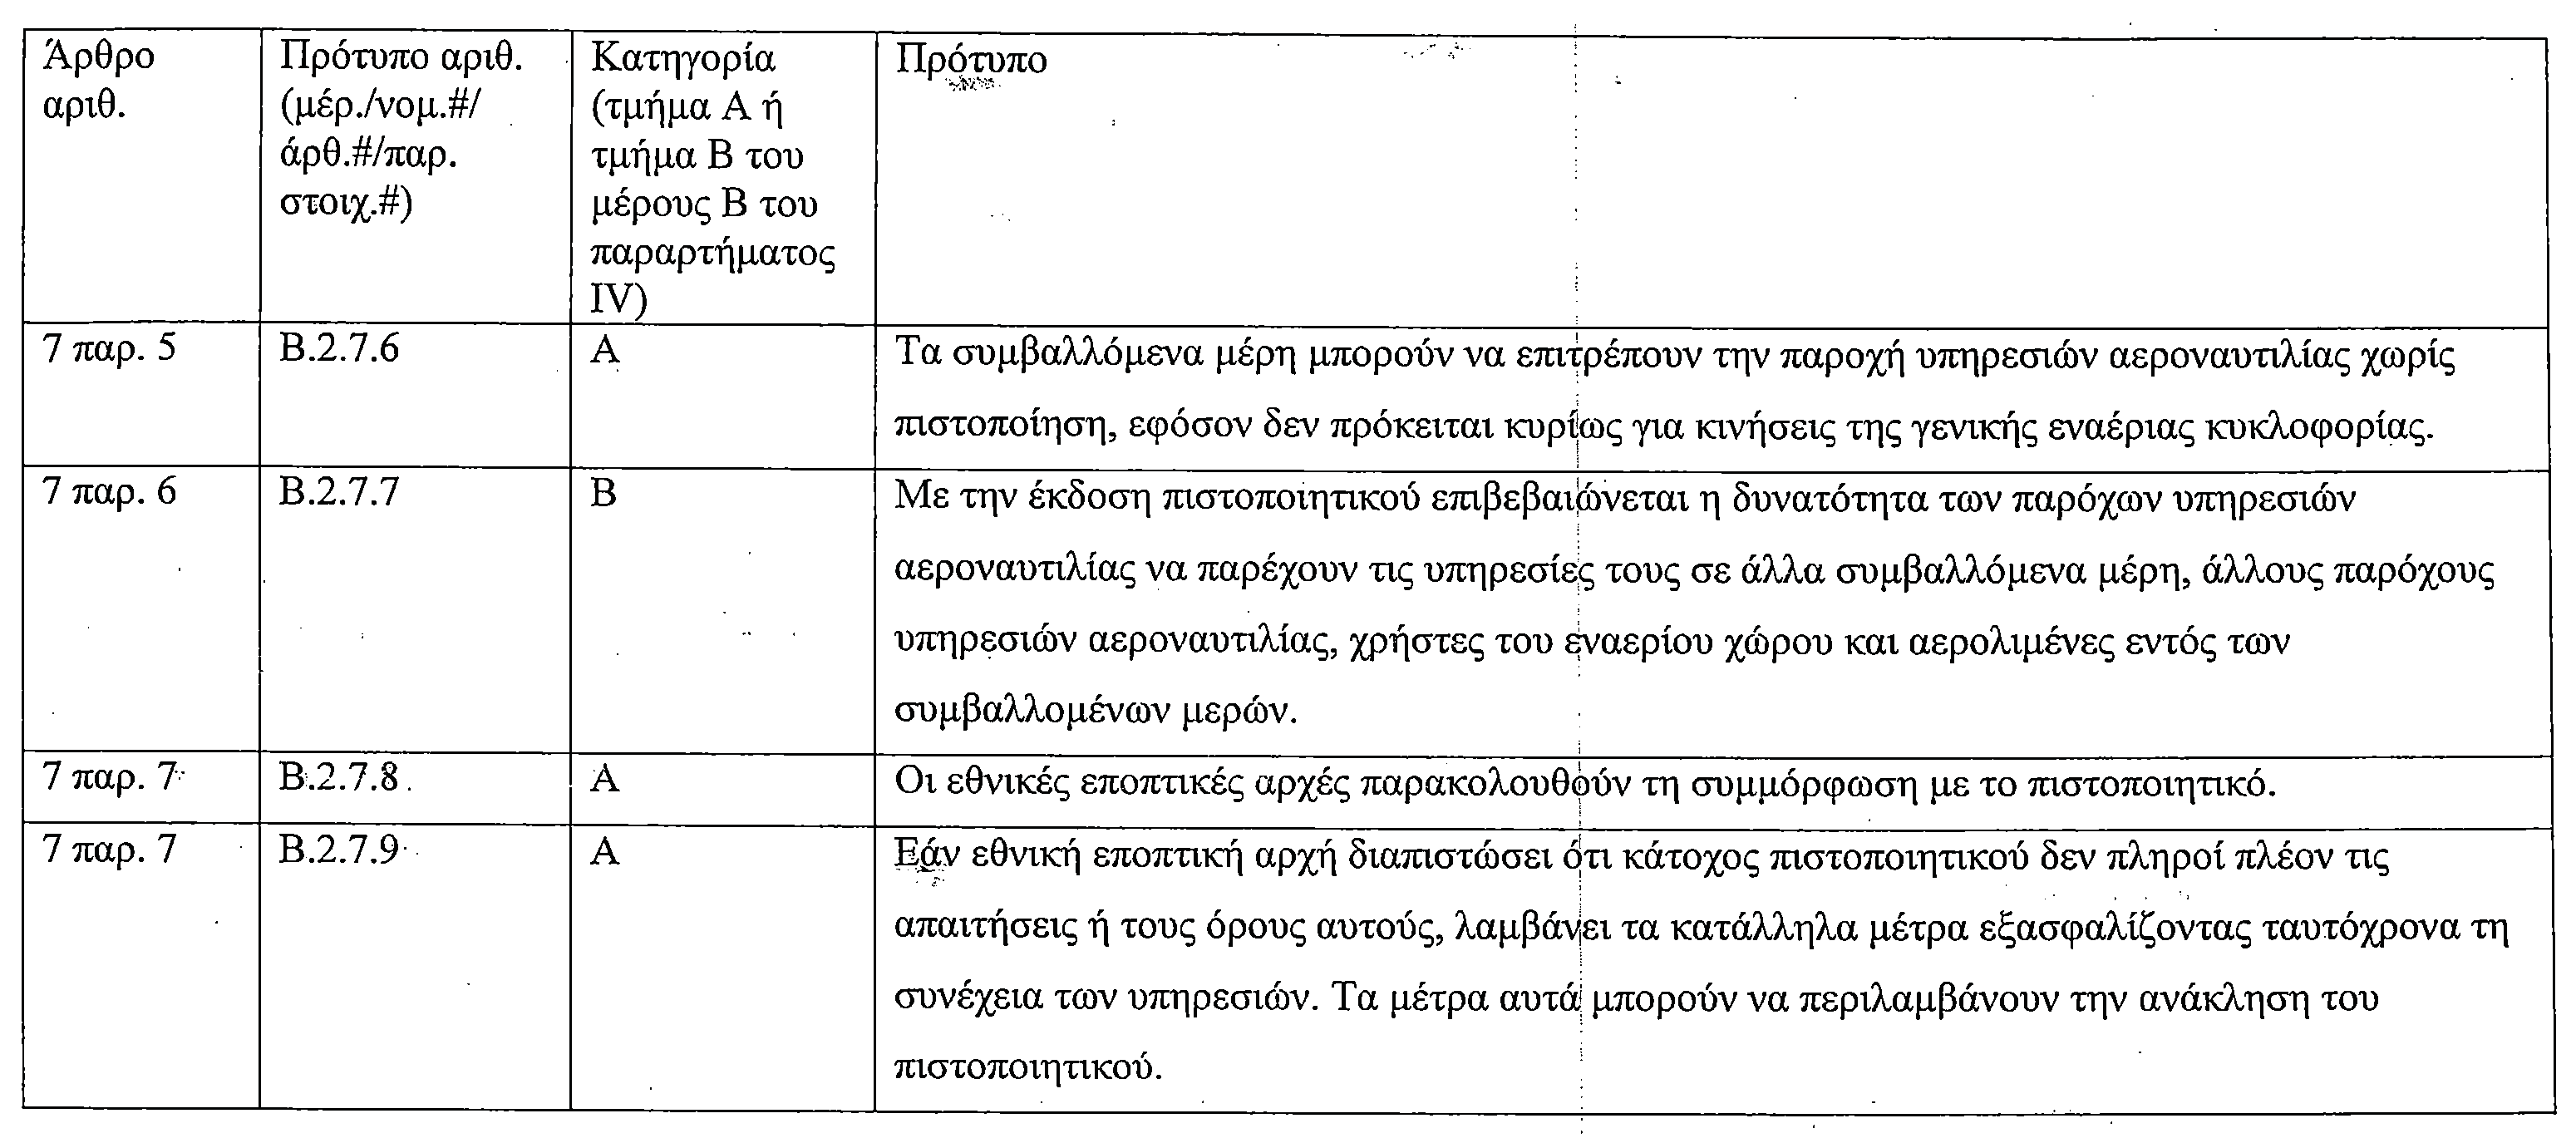 Άρθρο
αριθ.
Πρότυπο αριθ.
(μέρ./νομ.#/
άρθ.#/παρ.
στοιχ.#)
Κατηγορία
(τμήμα Α ή
τμήμα Β του
μέρους Β του
παραρτήματος
IV)
Πρότυπο
7 παρ. 5
Β.2.7.6
Α
Τα συμβαλλόμενα μέρη μπορούν να επιτρέπουν την παροχή υπηρεσιών αεροναυτιλίας χωρίς
πιστοποίηση, εφόσον δεν πρόκειται κυρίως για κινήσεις της γενικής εναέριας κυκλοφορίας.
7 παρ. 6
Β.2.7.7
Β
Με την έκδοση πιστοποιητικού επιβεβαιώνεται η δυνατότητα των παρόχων υπηρεσιών
αεροναυτιλίας να παρέχουν τις υπηρεσίες τους σε άλλα συμβαλλόμενα μέρη, άλλους παρόχους
υπηρεσιών αεροναυτιλίας, χρήστες του εναερίου χώρου και αερολιμένες εντός των
συμβαλλομένων μερών.
7 παρ. 7
Β.2.7.8
Α
Οι εθνικές εποπτικές αρχές παρακολουθούν τη συμμόρφωση με το πιστοποιητικό.
7 παρ. 7
Β.2.7.9
Α
Εάν εθνική εποπτική αρχή διαπιστώσει ότι κάτοχος πιστοποιητικού δεν πληροί πλέον τις
απαιτήσεις ή τους όρους αυτούς, λαμβάνει τα κατάλληλα μέτρα εξασφαλίζοντας ταυτόχρονα τη
συνέχεια των υπηρεσιών. Τα μέτρα αυτά μπορούν να περιλαμβάνουν την ανάκληση του
πιστοποιητικού.